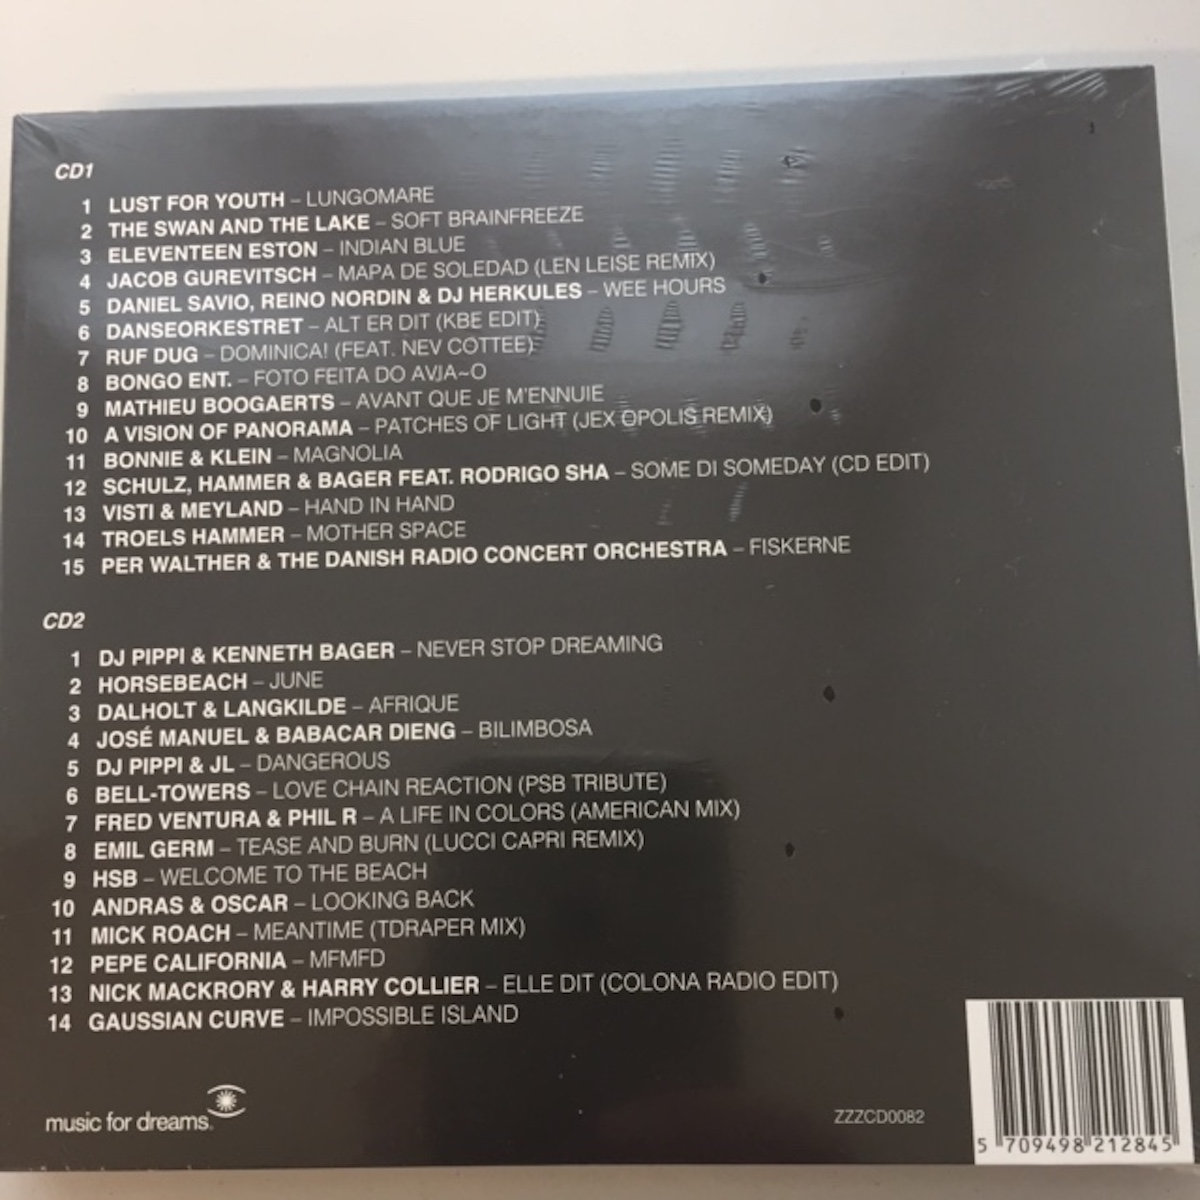 CD1
1 LUST FOR YOUTH – LUNGOMARE
2 THE SWAN AND THE LAKE – SOFT BRAINFREEZE
3 ELEVENTEEN ESTON – INDIAN BLUE
4 JACOB GUREVITSCH – MAPA DE SOLEDAD (LEN LEISE REMIX)
5 DANIEL SAVIO, REINO NORDIN & DJ HERKULES – WEE HOURS
6 DANSEORKESTRET – ALT ER DIT (KBE EDIT)
7 RUF DUG – DOMINICA! (FEAT. NEV COTTEE)
8 BONGO ENT. – FOTO FEITA DO AVIA~O
9 MATHIEU BOOGAERTS – AVANT QUE JE M'ENNUIE
10 A VISION OF PANORAMA – PATCHES OF LIGHT (JEX OPOLIS REMIX)
11 BONNIE & KLEIN – MAGNOLIA
12 SCHULZ, HAMMER & BAGER FEAT. RODRIGO SHA – SOME DI SOMEDAY (CD EDIT)
13 VISTI & MEYLAND – HAND IN HAND
14 TROELS HAMMER – MOTHER SPACE
15 PER WALTHER & THE DANISH RADIO CONCERT ORCHESTRA – FISKERNE
CD2
1 DJ PIPPI & KENNETH BAGER – NEVER STOP DREAMING
2 HORSEBEACH – JUNE
3 DALHOLT & LANGKILDE – AFRIQUE
4 JOSÉ MANUEL & BABACAR DIENG – BILIMBOSA
5 DJ PIPPI & JL – DANGEROUS
6 BELL-TOWERS – LOVE CHAIN REACTION (PSB TRIBUTE)
7 FRED VENTURA & PHIL R – A LIFE IN COLORS (AMERICAN MIX)
8 EMIL GERM – TEASE AND BURN (LUCCI CAPRI REMIX)
9 HSB – WELCOME TO THE BEACH
10 ANDRAS & OSCAR – LOOKING BACK
11 MICK ROACH – MEANTIME (TDRAPER MIX)
12 PEPE CALIFORNIA – MFMFD
13 NICK MACKRORY & HARRY COLLIER – ELLE DIT (COLONA RADIO EDIT)
14 GAUSSIAN CURVE – IMPOSSIBLE ISLAND
music for dreams.
ZZZCD0082
5 709498 212845